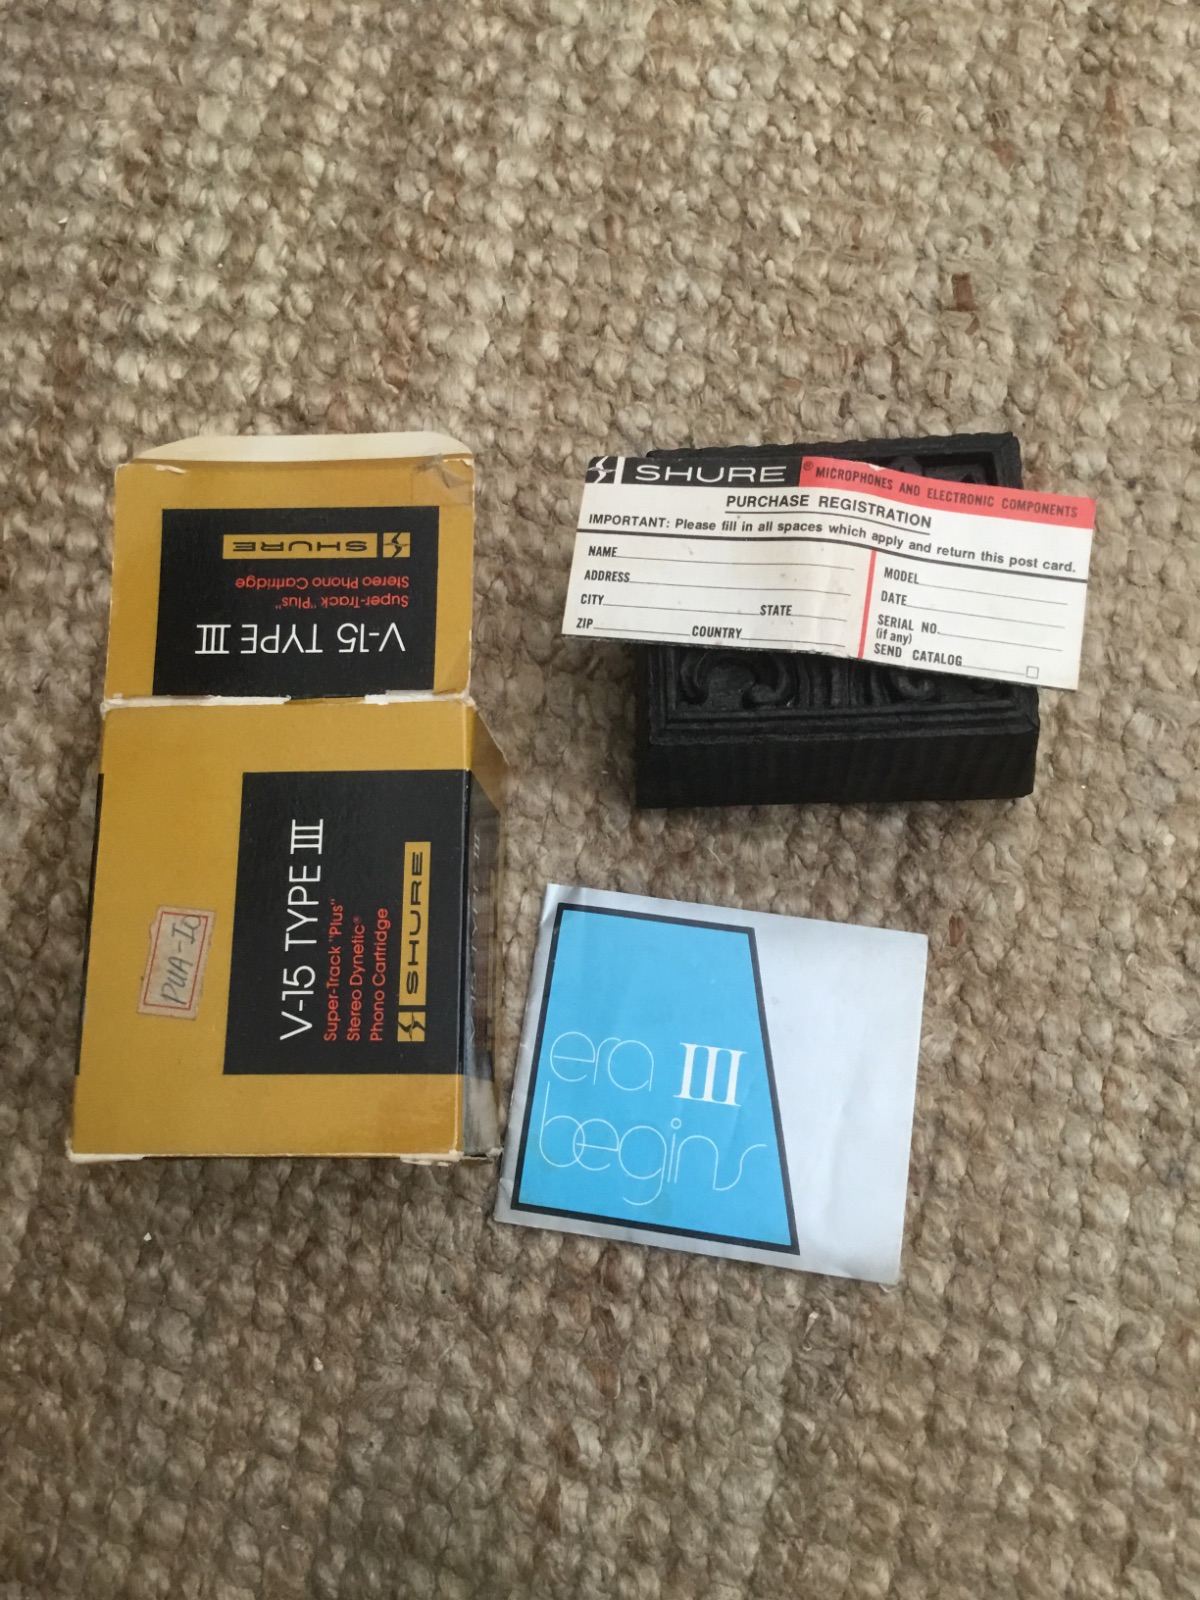 SHURE
Stereo Phono Cartridge
Super-Track "Plus"
V-15 TYPE III
V-15 TYPE III
Super-Track "Plus"
Stereo Dynetic®
Phono Cartridge
SHURE
SHURE ® MICROPHONES AND ELECTRONIC COMPONENTS
PURCHASE REGISTRATION
IMPORTANT: Please fill in all spaces which apply and return this post card.
NAME
ADDRESS
CITY STATE
ZIP COUNTRY
MODEL
DATE
SERIAL NO.
(if any)
SEND CATALOG
era III
begins